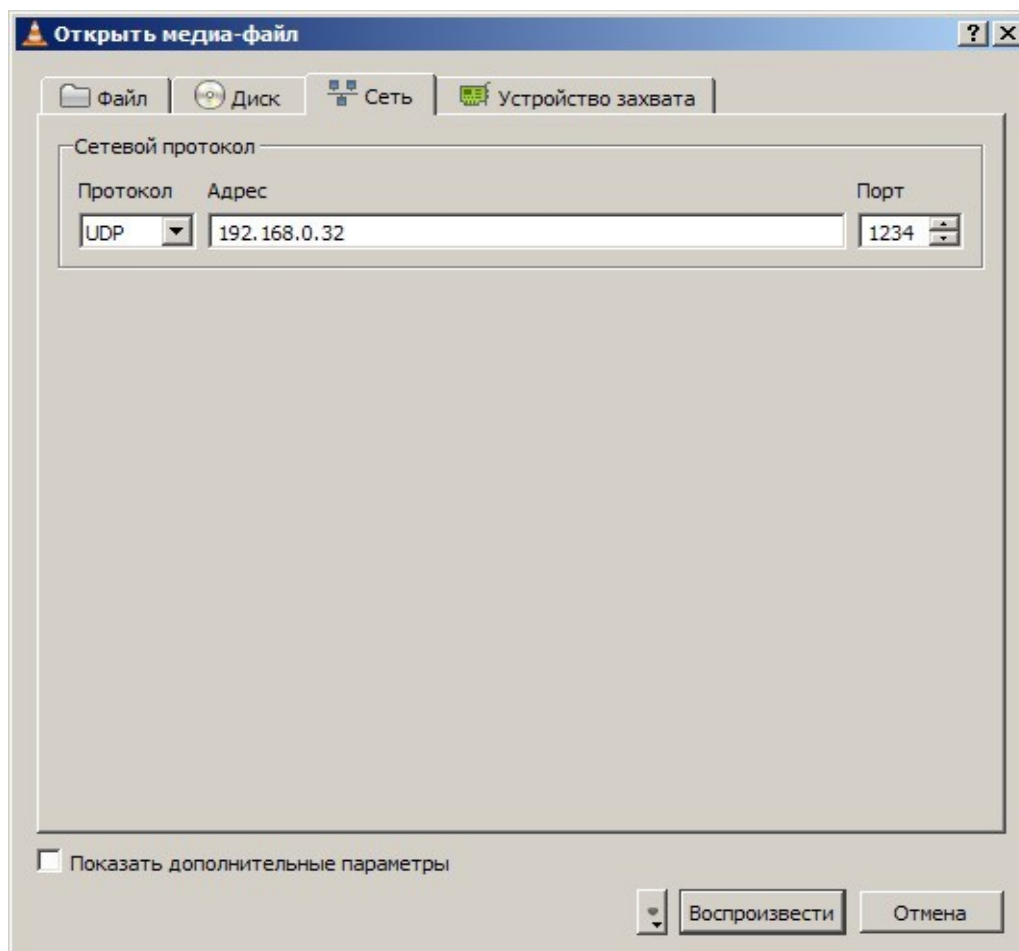 Открыть медиа-файл
Файл Диск Сеть Устройство захвата
Сетевой протокол
Протокол Адрес Порт
UDP 192.168.0.32 1234
Показать дополнительные параметры
Воспроизвести Отмена